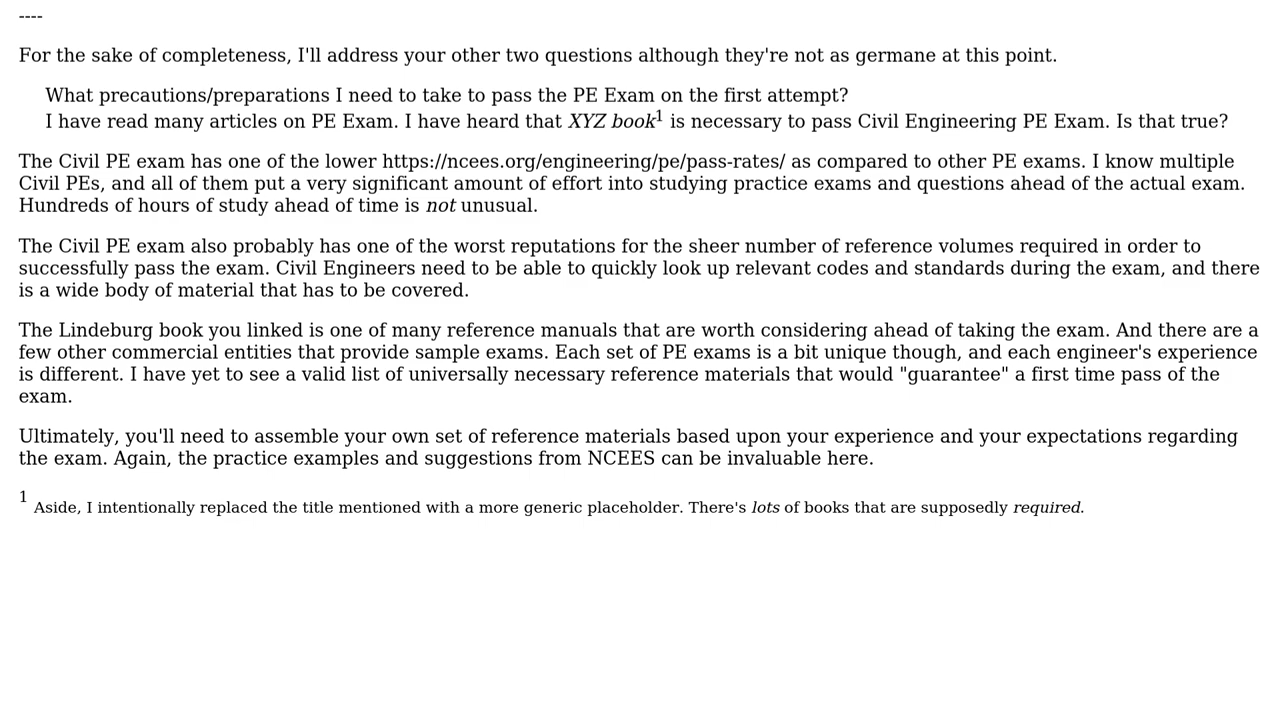 ----
For the sake of completeness, I'll address your other two questions although they're not as germane at this point.
What precautions/preparations I need to take to pass the PE Exam on the first attempt?
I have read many articles on PE Exam. I have heard that XYZ book1 is necessary to pass Civil Engineering PE Exam. Is that true?
The Civil PE exam has one of the lower https://ncees.org/engineering/pe/pass-rates/ as compared to other PE exams. I know multiple
Civil PEs, and all of them put a very significant amount of effort into studying practice exams and questions ahead of the actual exam.
Hundreds of hours of study ahead of time is not unusual.
The Civil PE exam also probably has one of the worst reputations for the sheer number of reference volumes required in order to
successfully pass the exam. Civil Engineers need to be able to quickly look up relevant codes and standards during the exam, and there
is a wide body of material that has to be covered.
The Lindeburg book you linked is one of many reference manuals that are worth considering ahead of taking the exam. And there are a
few other commercial entities that provide sample exams. Each set of PE exams is a bit unique though, and each engineer's experience
is different. I have yet to see a valid list of universally necessary reference materials that would "guarantee" a first time pass of the
exam.
Ultimately, you'll need to assemble your own set of reference materials based upon your experience and your expectations regarding
the exam. Again, the practice examples and suggestions from NCEES can be invaluable here.
1 Aside, I intentionally replaced the title mentioned with a more generic placeholder. There's lots of books that are supposedly required.